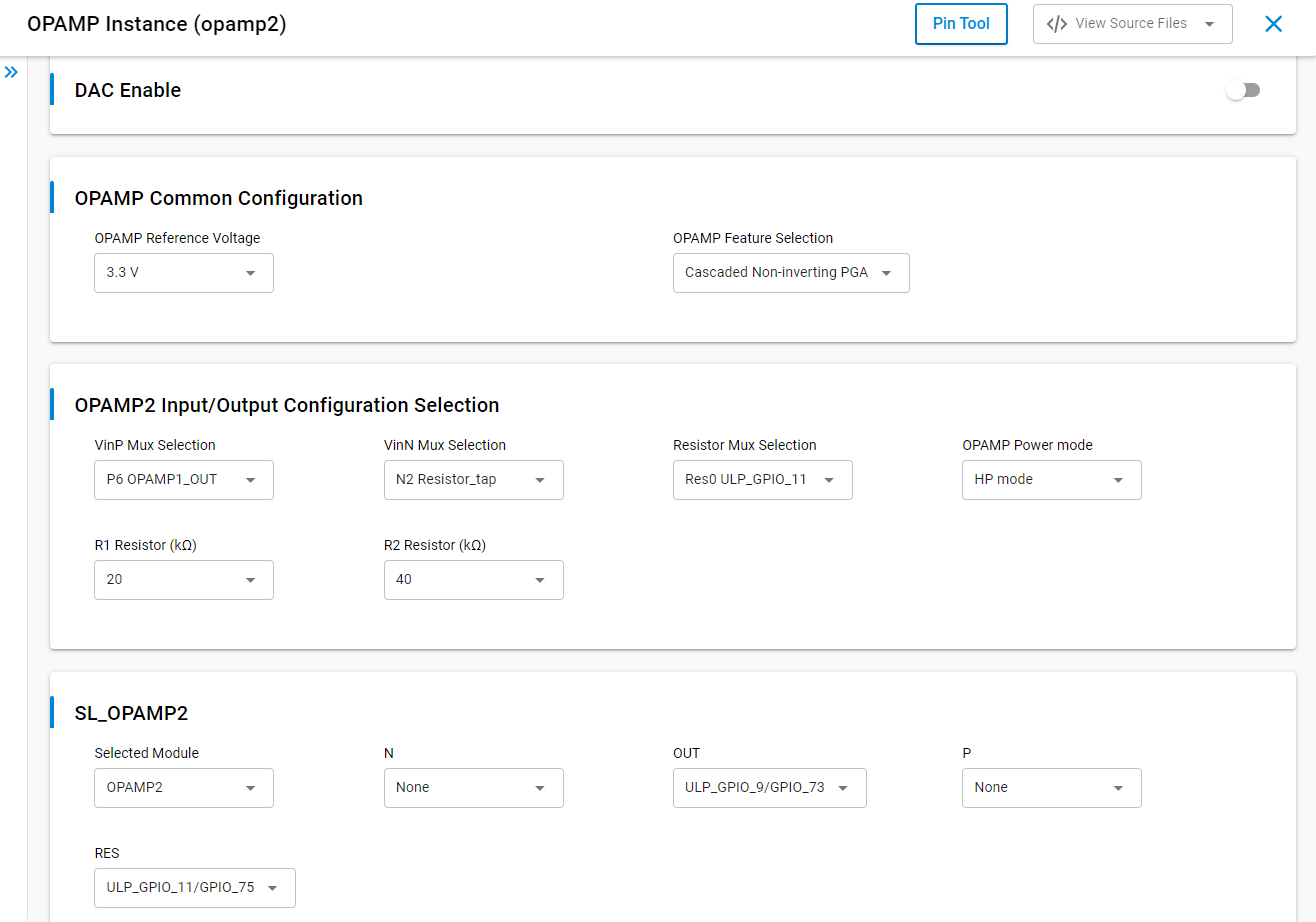 OPAMP Instance (opamp2)
Pin Tool
</> View Source Files
DAC Enable
OPAMP Common Configuration
OPAMP Reference Voltage
OPAMP Feature Selection
3.3 V
Cascaded Non-inverting PGA
OPAMP2 Input/Output Configuration Selection
VinP Mux Selection
VinN Mux Selection
Resistor Mux Selection
OPAMP Power mode
P6 OPAMP1_OUT
N2 Resistor_tap
Res0 ULP_GPIO_11
HP mode
R1 Resistor (kΩ)
R2 Resistor (kΩ)
20
40
SL_OPAMP2
Selected Module
N
OUT
P
OPAMP2
None
ULP_GPIO_9/GPIO_73
None
RES
ULP_GPIO_11/GPIO_75